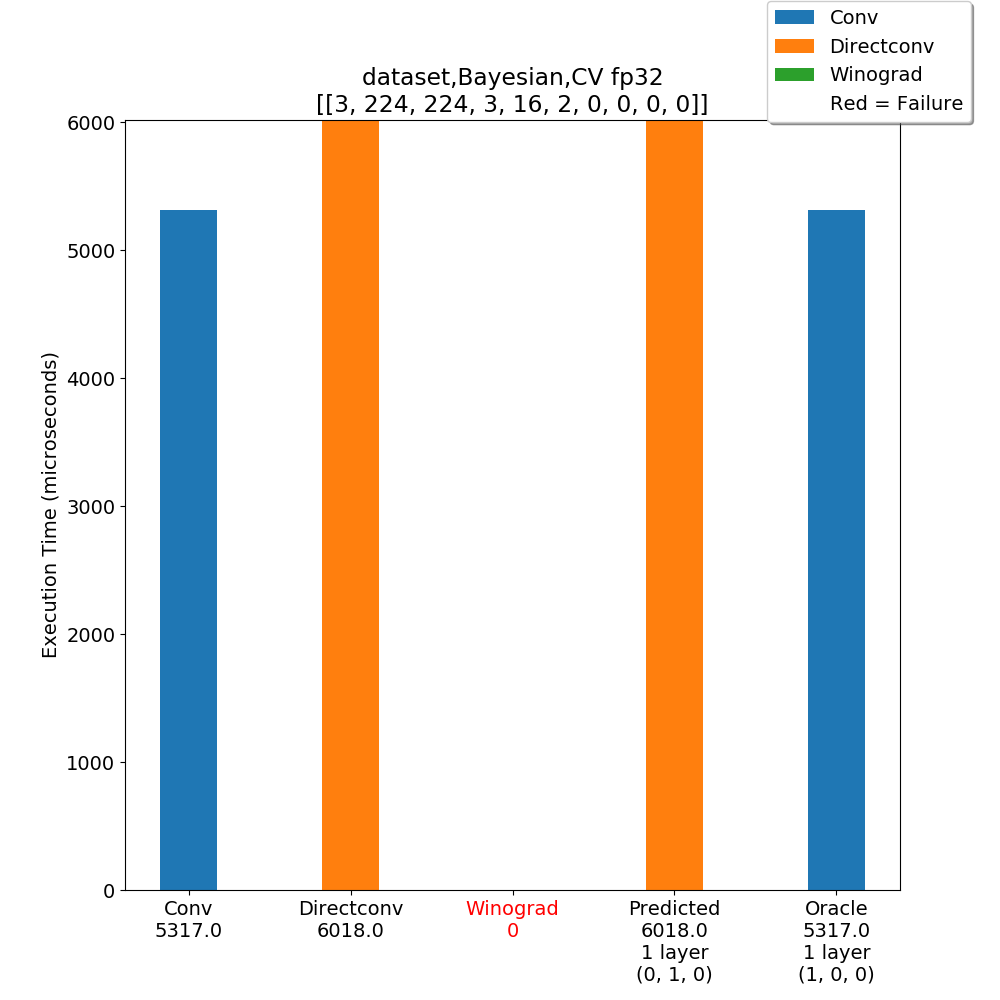 Conv
Directconv
Winograd
Red = Failure
dataset,Bayesian,CV fp32
[[3, 224, 224, 3, 16, 2, 0, 0, 0, 0]]
Execution Time (microseconds)
6000
5000
4000
3000
2000
1000
0
Conv
5317.0
Directconv
6018.0
Winograd
0
Predicted
6018.0
1 layer
(0, 1, 0)
Oracle
5317.0
1 layer
(1, 0, 0)